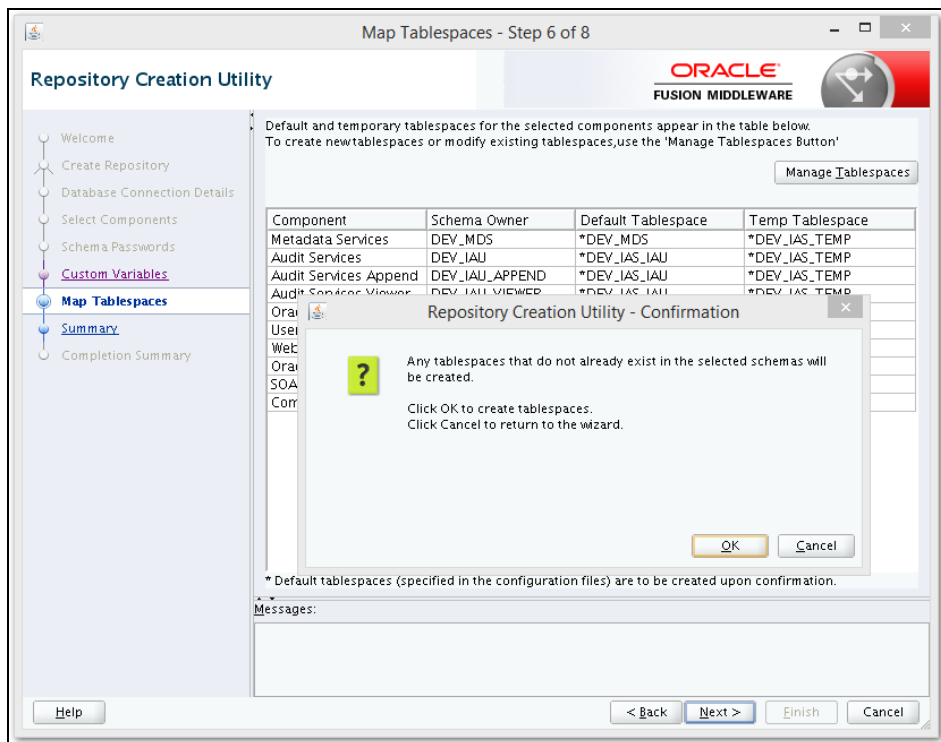 Map Tablespaces - Step 6 of 8
Repository Creation Utility
ORACLE
FUSION MIDDLEWARE
Welcome
Create Repository
Database Connection Details
Select Components
Schema Passwords
Custom Variables
Map Tablespaces
Summary
Completion Summary
Default and temporary tablespaces for the selected components appear in the table below.
To create new tablespaces or modify existing tablespaces,use the 'Manage Tablespaces Button'
Manage Tablespaces
Component Schema Owner Default Tablespace Temp Tablespace
Metadata Services DEV_MDS *DEV_MDS *DEV_IAS_TEMP
Audit Services DEV_IAU *DEV_IAS_IAU *DEV_IAS_TEMP
Audit Services Append DEV_IAU_APPEND *DEV_IAS_IAU *DEV_IAS_TEMP
Audit Services Viewer DEV_IAU_VIEWER *DEV_IAS_IAU *DEV_IAS_TEMP
Repository Creation Utility - Confirmation
Any tablespaces that do not already exist in the selected schemas will
be created.
Click OK to create tablespaces.
Click Cancel to return to the wizard.
OK Cancel
* Default tablespaces (specified in the configuration files) are to be created upon confirmation.
Messages:
Help < Back Next > Finish Cancel